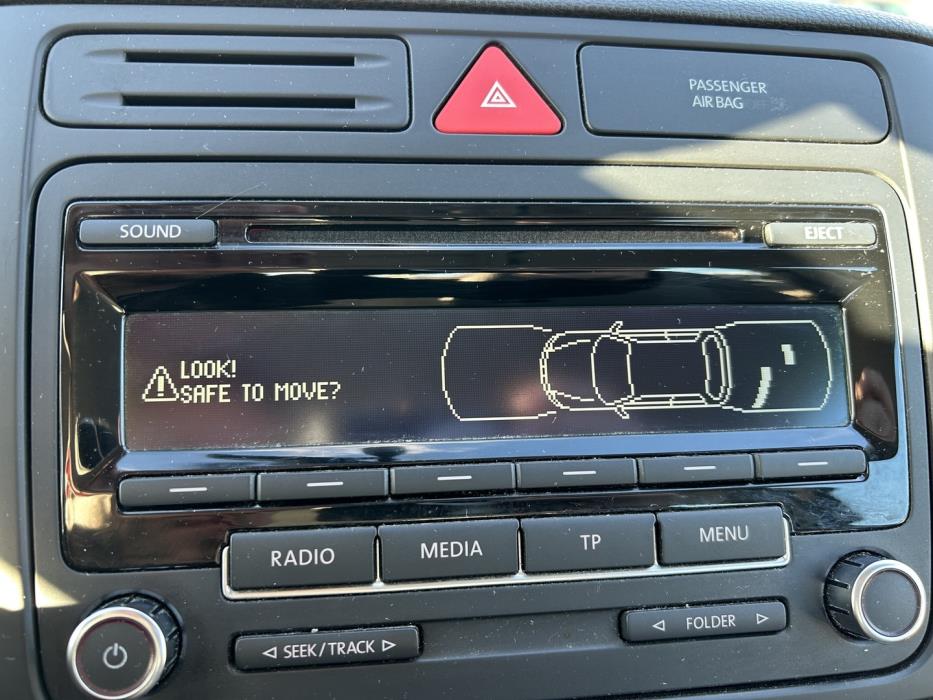 PASSENGER
AIR BAG
SOUND
EJECT
LOOK!
SAFE TO MOVE?
RADIO
MEDIA
TP
MENU
SEEK/TRACK
FOLDER